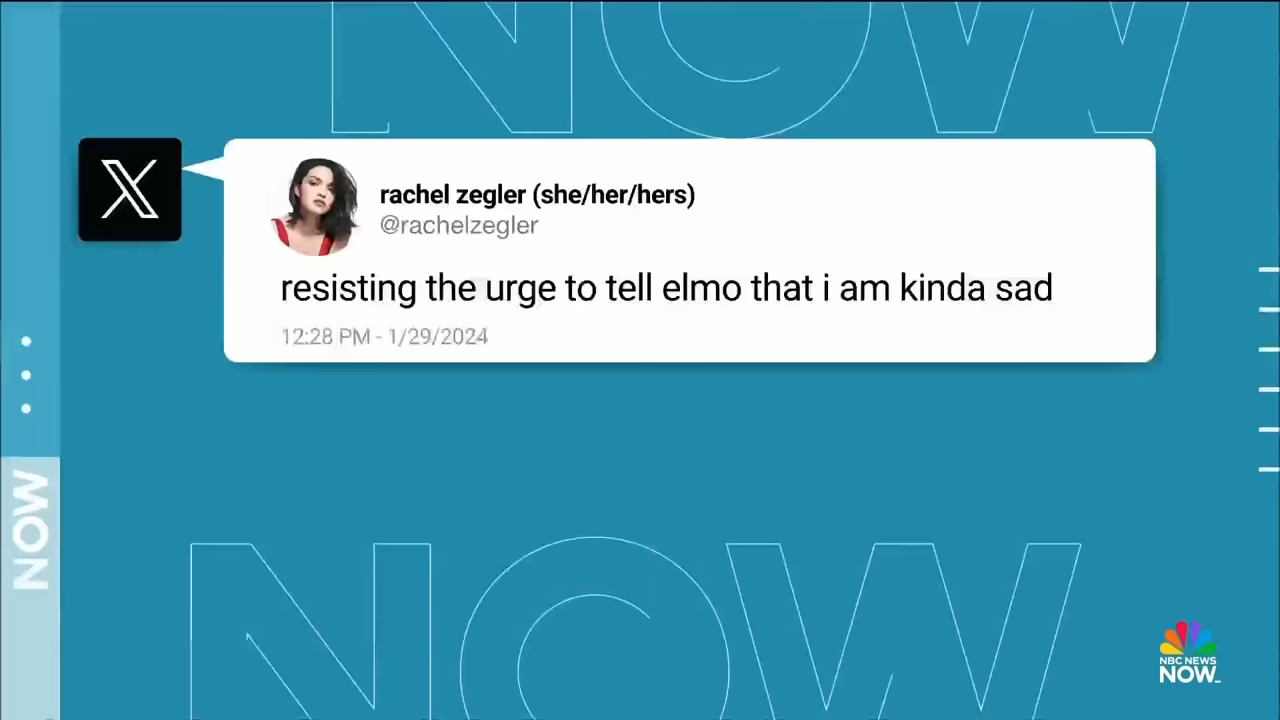 NOW
X
rachel zegler (she/her/hers)
@rachelzegler
resisting the urge to tell elmo that i am kinda sad
12:28 PM - 1/29/2024
NOW
NOW
NBC NEWS
NOW